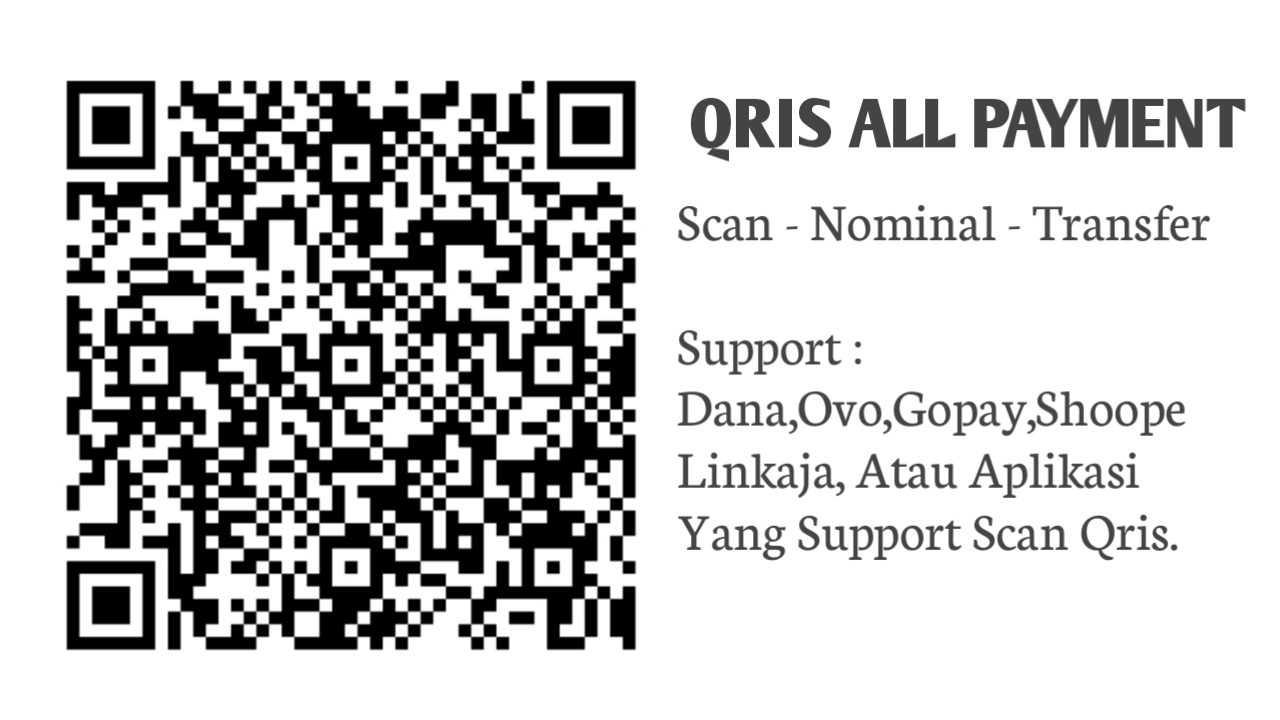 QRIS ALL PAYMENT
Scan - Nominal - Transfer
Support :
Dana,Ovo,Gopay,Shoope
Linkaja, Atau Aplikasi
Yang Support Scan Qris.